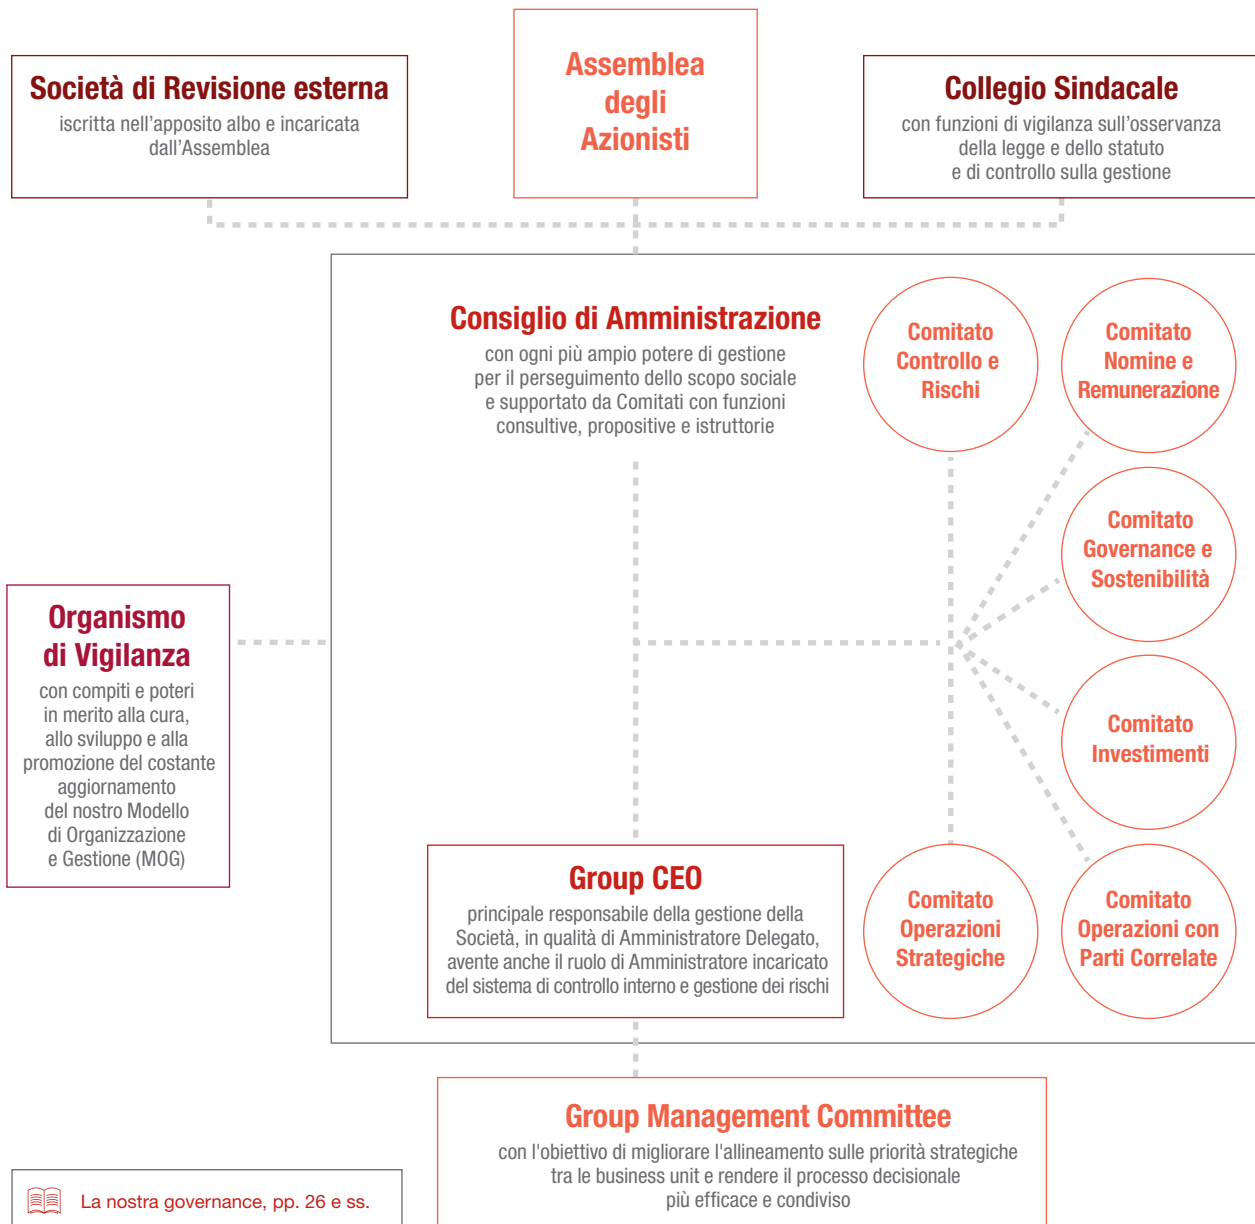 Società di Revisione esterna
iscritta nell'apposito albo e incaricata
dall'Assemblea
Assemblea
degli
Azionisti
Collegio Sindacale
con funzioni di vigilanza sull'osservanza
della legge e dello statuto
e di controllo sulla gestione
Consiglio di Amministrazione
con ogni più ampio potere di gestione
per il perseguimento dello scopo sociale
e supportato da Comitati con funzioni
consultive, propositive e istruttorie
Comitato
Controllo e
Rischi
Comitato
Nomine e
Remunerazione
Comitato
Governance e
Sostenibilità
Comitato
Investimenti
Comitato
Operazioni
Strategiche
Comitato
Operazioni con
Parti Correlate
Organismo
di Vigilanza
con compiti e poteri
in merito alla cura,
allo sviluppo e alla
promozione del costante
aggiornamento
del nostro Modello
di Organizzazione
e Gestione (MOG)
Group CEO
principale responsabile della gestione della
Società, in qualità di Amministratore Delegato,
avente anche il ruolo di Amministratore incaricato
del sistema di controllo interno e gestione dei rischi
Group Management Committee
con l'obiettivo di migliorare l'allineamento sulle priorità strategiche
tra le business unit e rendere il processo decisionale
più efficace e condiviso
La nostra governance, pp. 26 e ss.